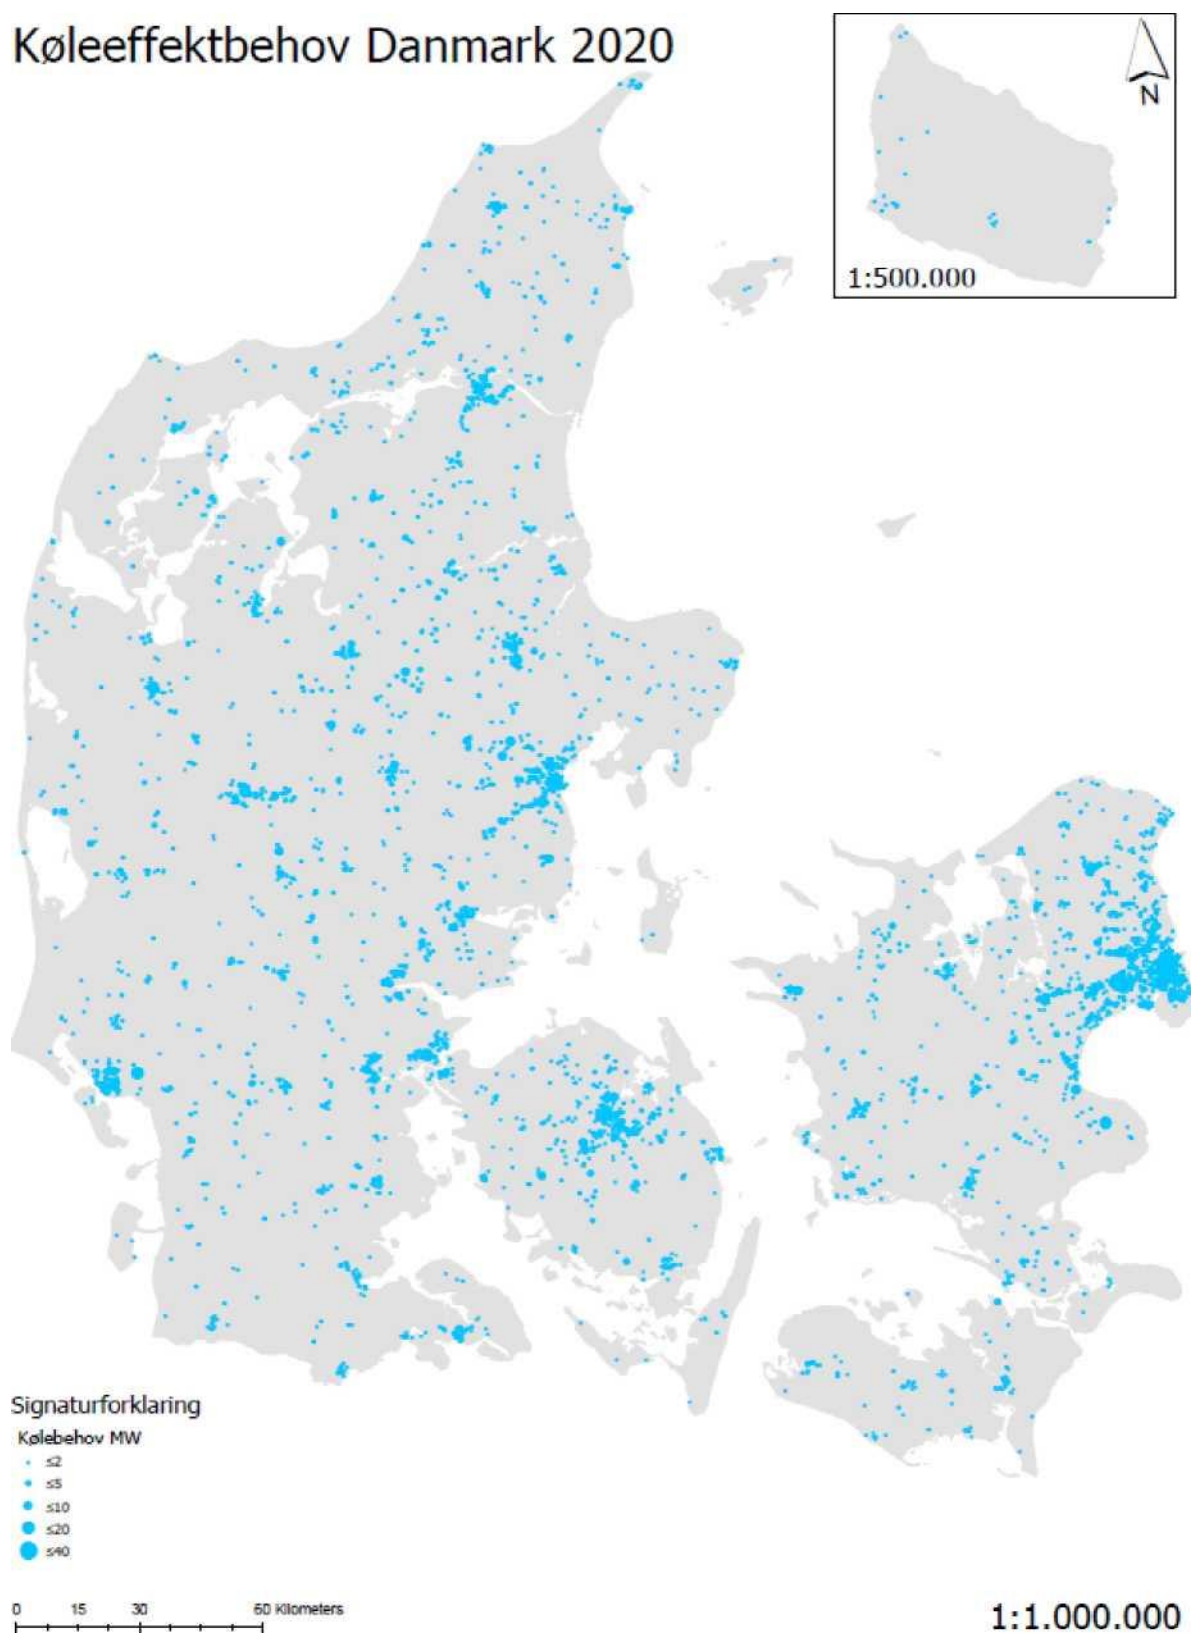 Køleeffektbehov Danmark 2020
N
1:500.000
Signaturforklaring
Kølebehov MW
≤2
≤5
≤10
≤20
≤40
0 15 30 60 Kilometers
1:1.000.000